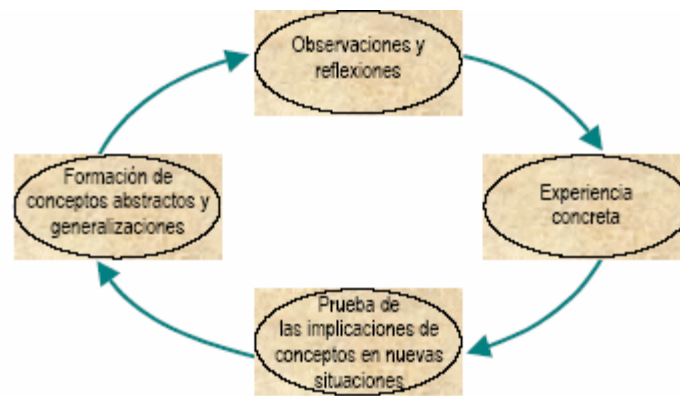 Observaciones y
reflexiones
Formación de
conceptos abstractos y
generalizaciones
Experiencia
concreta
Prueba de
las implicaciones de
conceptos en nuevas
situaciones